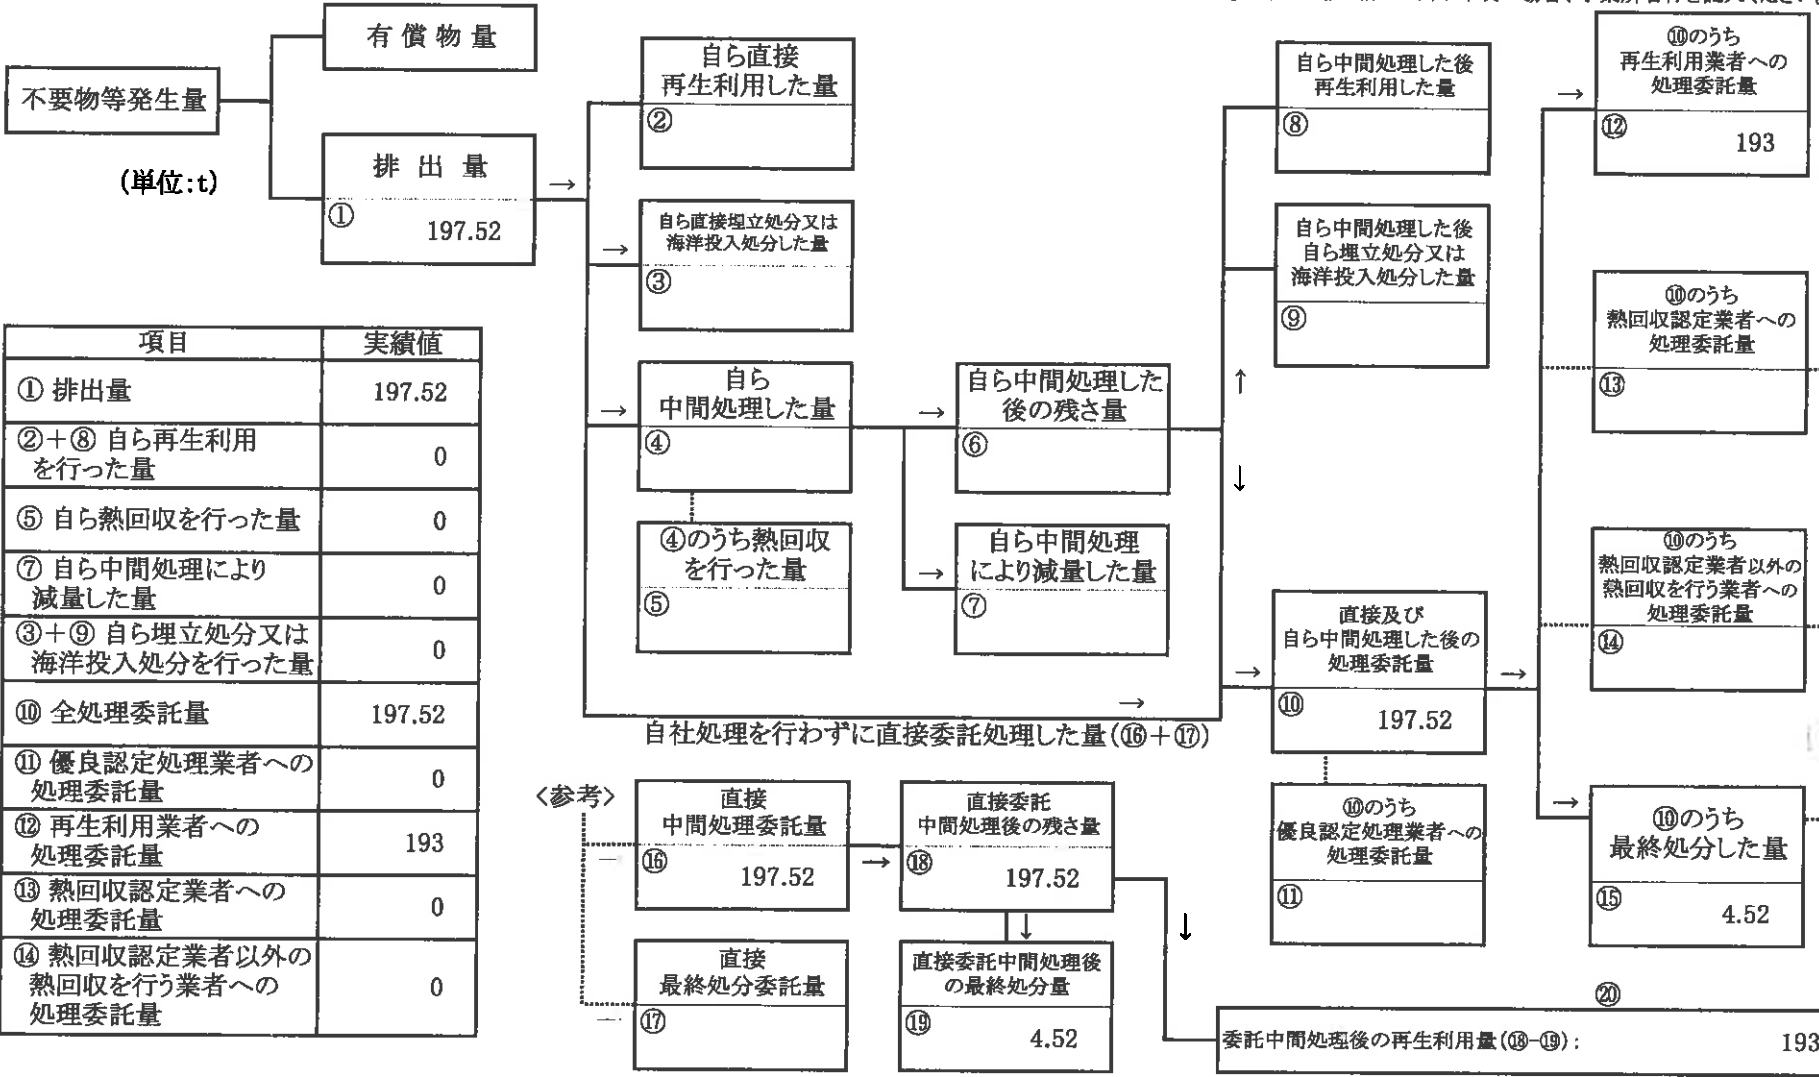 有償物量
不要物等発生量
(単位:t)
排出量
①
197.52
自ら直接
再生利用した量
②
自ら直接埋立処分又は
海洋投入処分した量
③
自ら
中間処理した量
④
④のうち熱回収
を行った量
⑤
自ら中間処理した
後の残さ量
⑥
自ら中間処理
により減量した量
⑦
自ら中間処理した後
再生利用した量
⑧
自ら中間処理した後
自ら埋立処分又は
海洋投入処分した量
⑨
直接及び
自ら中間処理した後の
処理委託量
⑩
197.52
⑩のうち
優良認定処理業者への
処理委託量
⑪
⑩のうち
再生利用業者への
処理委託量
⑫
193
⑩のうち
熱回収認定業者への
処理委託量
⑬
⑩のうち
熱回収認定業者以外の
熱回収を行う業者への
処理委託量
⑭
⑩のうち
最終処分した量
⑮
4.52
自社処理を行わずに直接委託処理した量(⑯+⑰)
〈参考〉
直接
中間処理委託量
⑯
197.52
直接
最終処分委託量
⑰
直接委託
中間処理後の残さ量
⑱
197.52
直接委託中間処理後
の最終処分量
⑲
4.52
⑳
委託中間処理後の再生利用量(⑱-⑲): 193
項目 実績値
① 排出量 197.52
②+⑧ 自ら再生利用
を行った量 0
⑤ 自ら熱回収を行った量 0
⑦ 自ら中間処理により
減量した量 0
③+⑨ 自ら埋立処分又は
海洋投入処分を行った量 0
⑩ 全処理委託量 197.52
⑪ 優良認定処理業者への
処理委託量 0
⑫ 再生利用業者への
処理委託量 193
⑬ 熱回収認定業者への
処理委託量 0
⑭ 熱回収認定業者以外の
熱回収を行う業者への
処理委託量 0